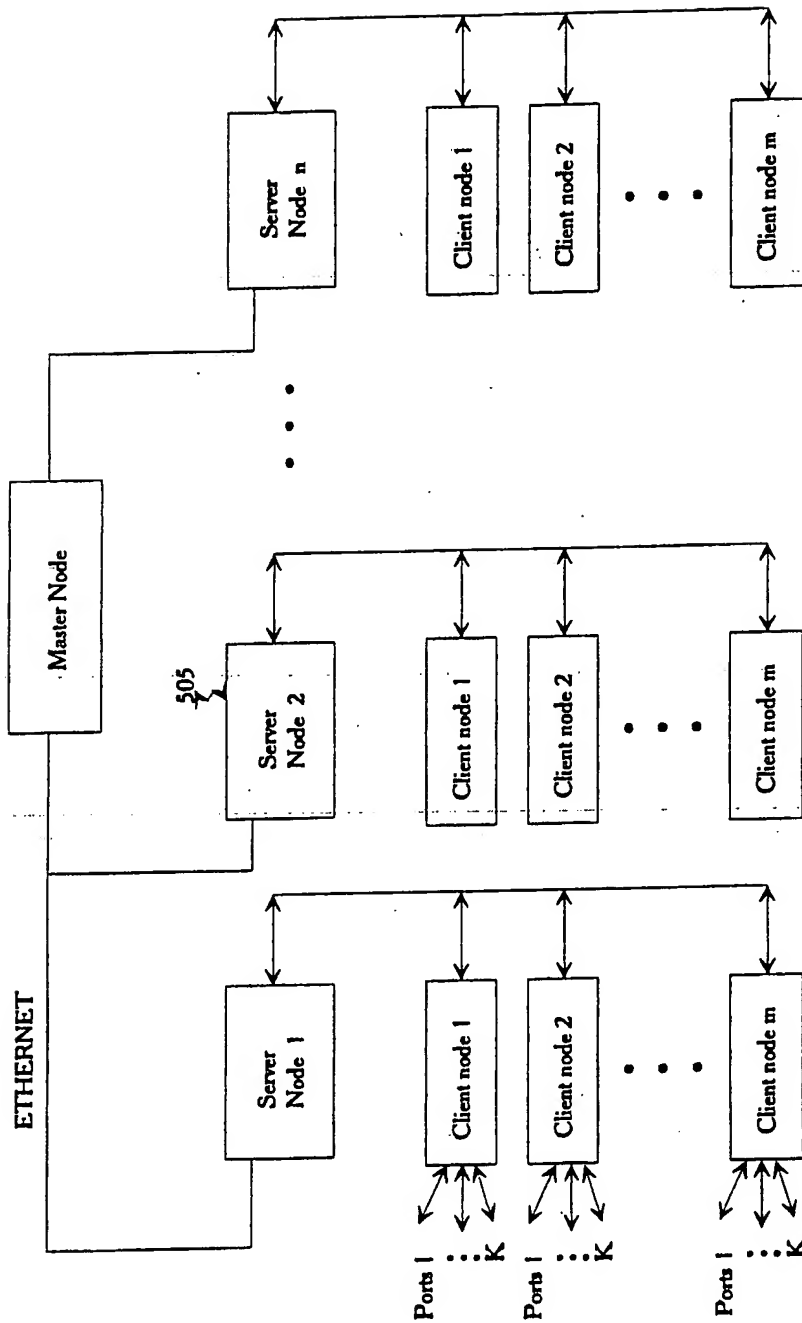 ETHERNET
Master Node
505
Server
Node 1
Server
Node 2
Server
Node n
Ports 1
K
Client node 1
Client node 1
Client node 1
Ports 1
K
Client node 2
Client node 2
Client node 2
Ports 1
K
Client node m
Client node m
Client node m